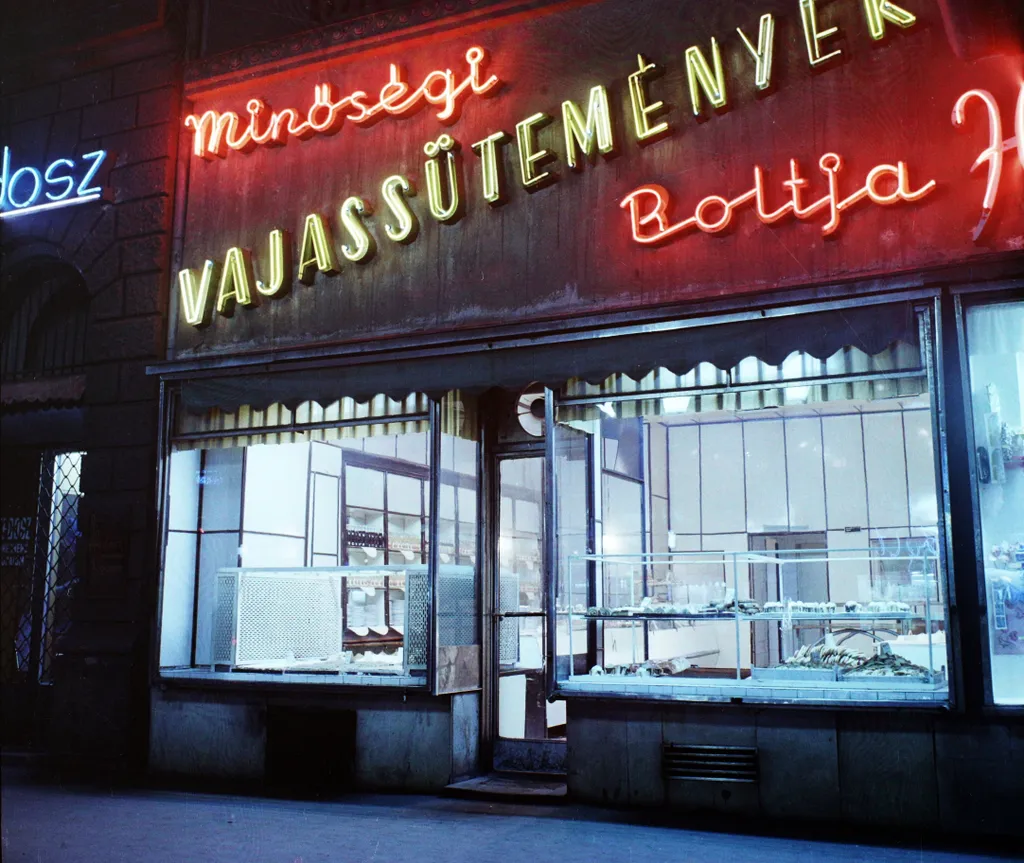 Minőségi
VAJASSÜTEMÉNYEK
Boltja
dosz
H